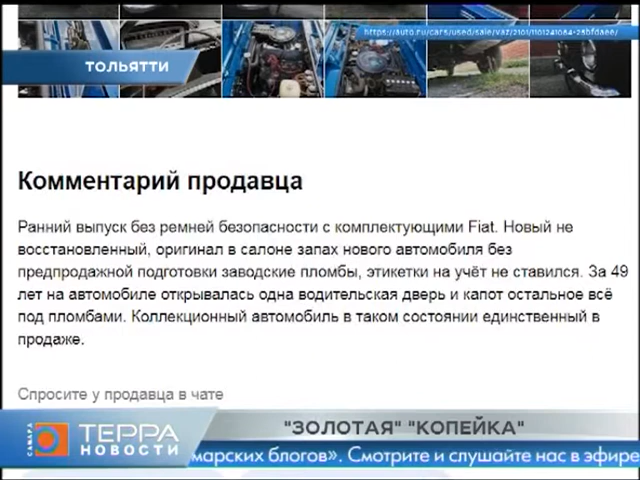 https://auto.ru/cars/used/sale/vaz/2101/1101241064-26bfdaee/
ТОЛЬЯТТИ
Комментарий продавца
Ранний выпуск без ремней безопасности с комплектующими Fiat. Новый не
восстановленный, оригинал в салоне запах нового автомобиля без
предпродажной подготовки заводские пломбы, этикетки на учёт не ставился. За 49
лет на автомобиле открывалась одна водительская дверь и капот остальное всё
под пломбами. Коллекционный автомобиль в таком состоянии единственный в
продаже.
Спросите у продавца в чате
"ЗОЛОТАЯ" "КОПЕЙКА"
САМАРА
ТЕРРА
НОВОСТИ
марских блогов». Смотрите и слушайте нас в эфире